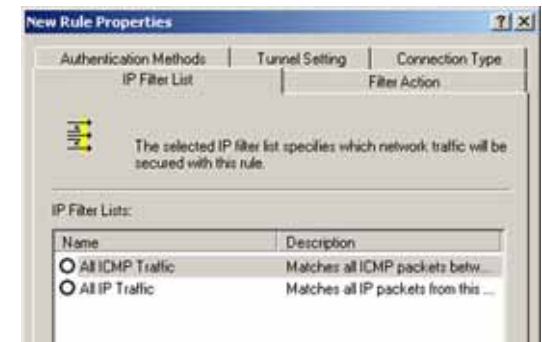 New Rule Properties
Authentication Methods Tunnel Setting Connection Type
IP Filter List Filter Action
The selected IP filter list specifies which network traffic will be
secured with this rule.
IP Filter Lists:
Name Description
All ICMP Traffic Matches all ICMP packets betw...
All IP Traffic Matches all IP packets from this ...